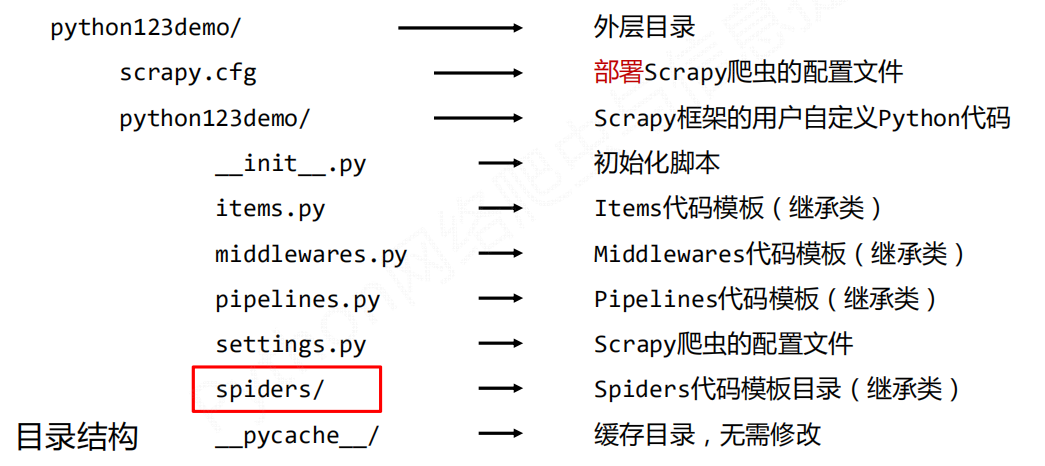 python123demo/ 外层目录
scrapy.cfg 部署Scrapy爬虫的配置文件
python123demo/ Scrapy框架的用户自定义Python代码
__init__.py 初始化脚本
items.py Items代码模板（继承类）
middlewares.py Middlewares代码模板（继承类）
pipelines.py Pipelines代码模板（继承类）
settings.py Scrapy爬虫的配置文件
spiders/ Spiders代码模板目录（继承类）
目录结构 __pycache__/ 缓存目录，无需修改